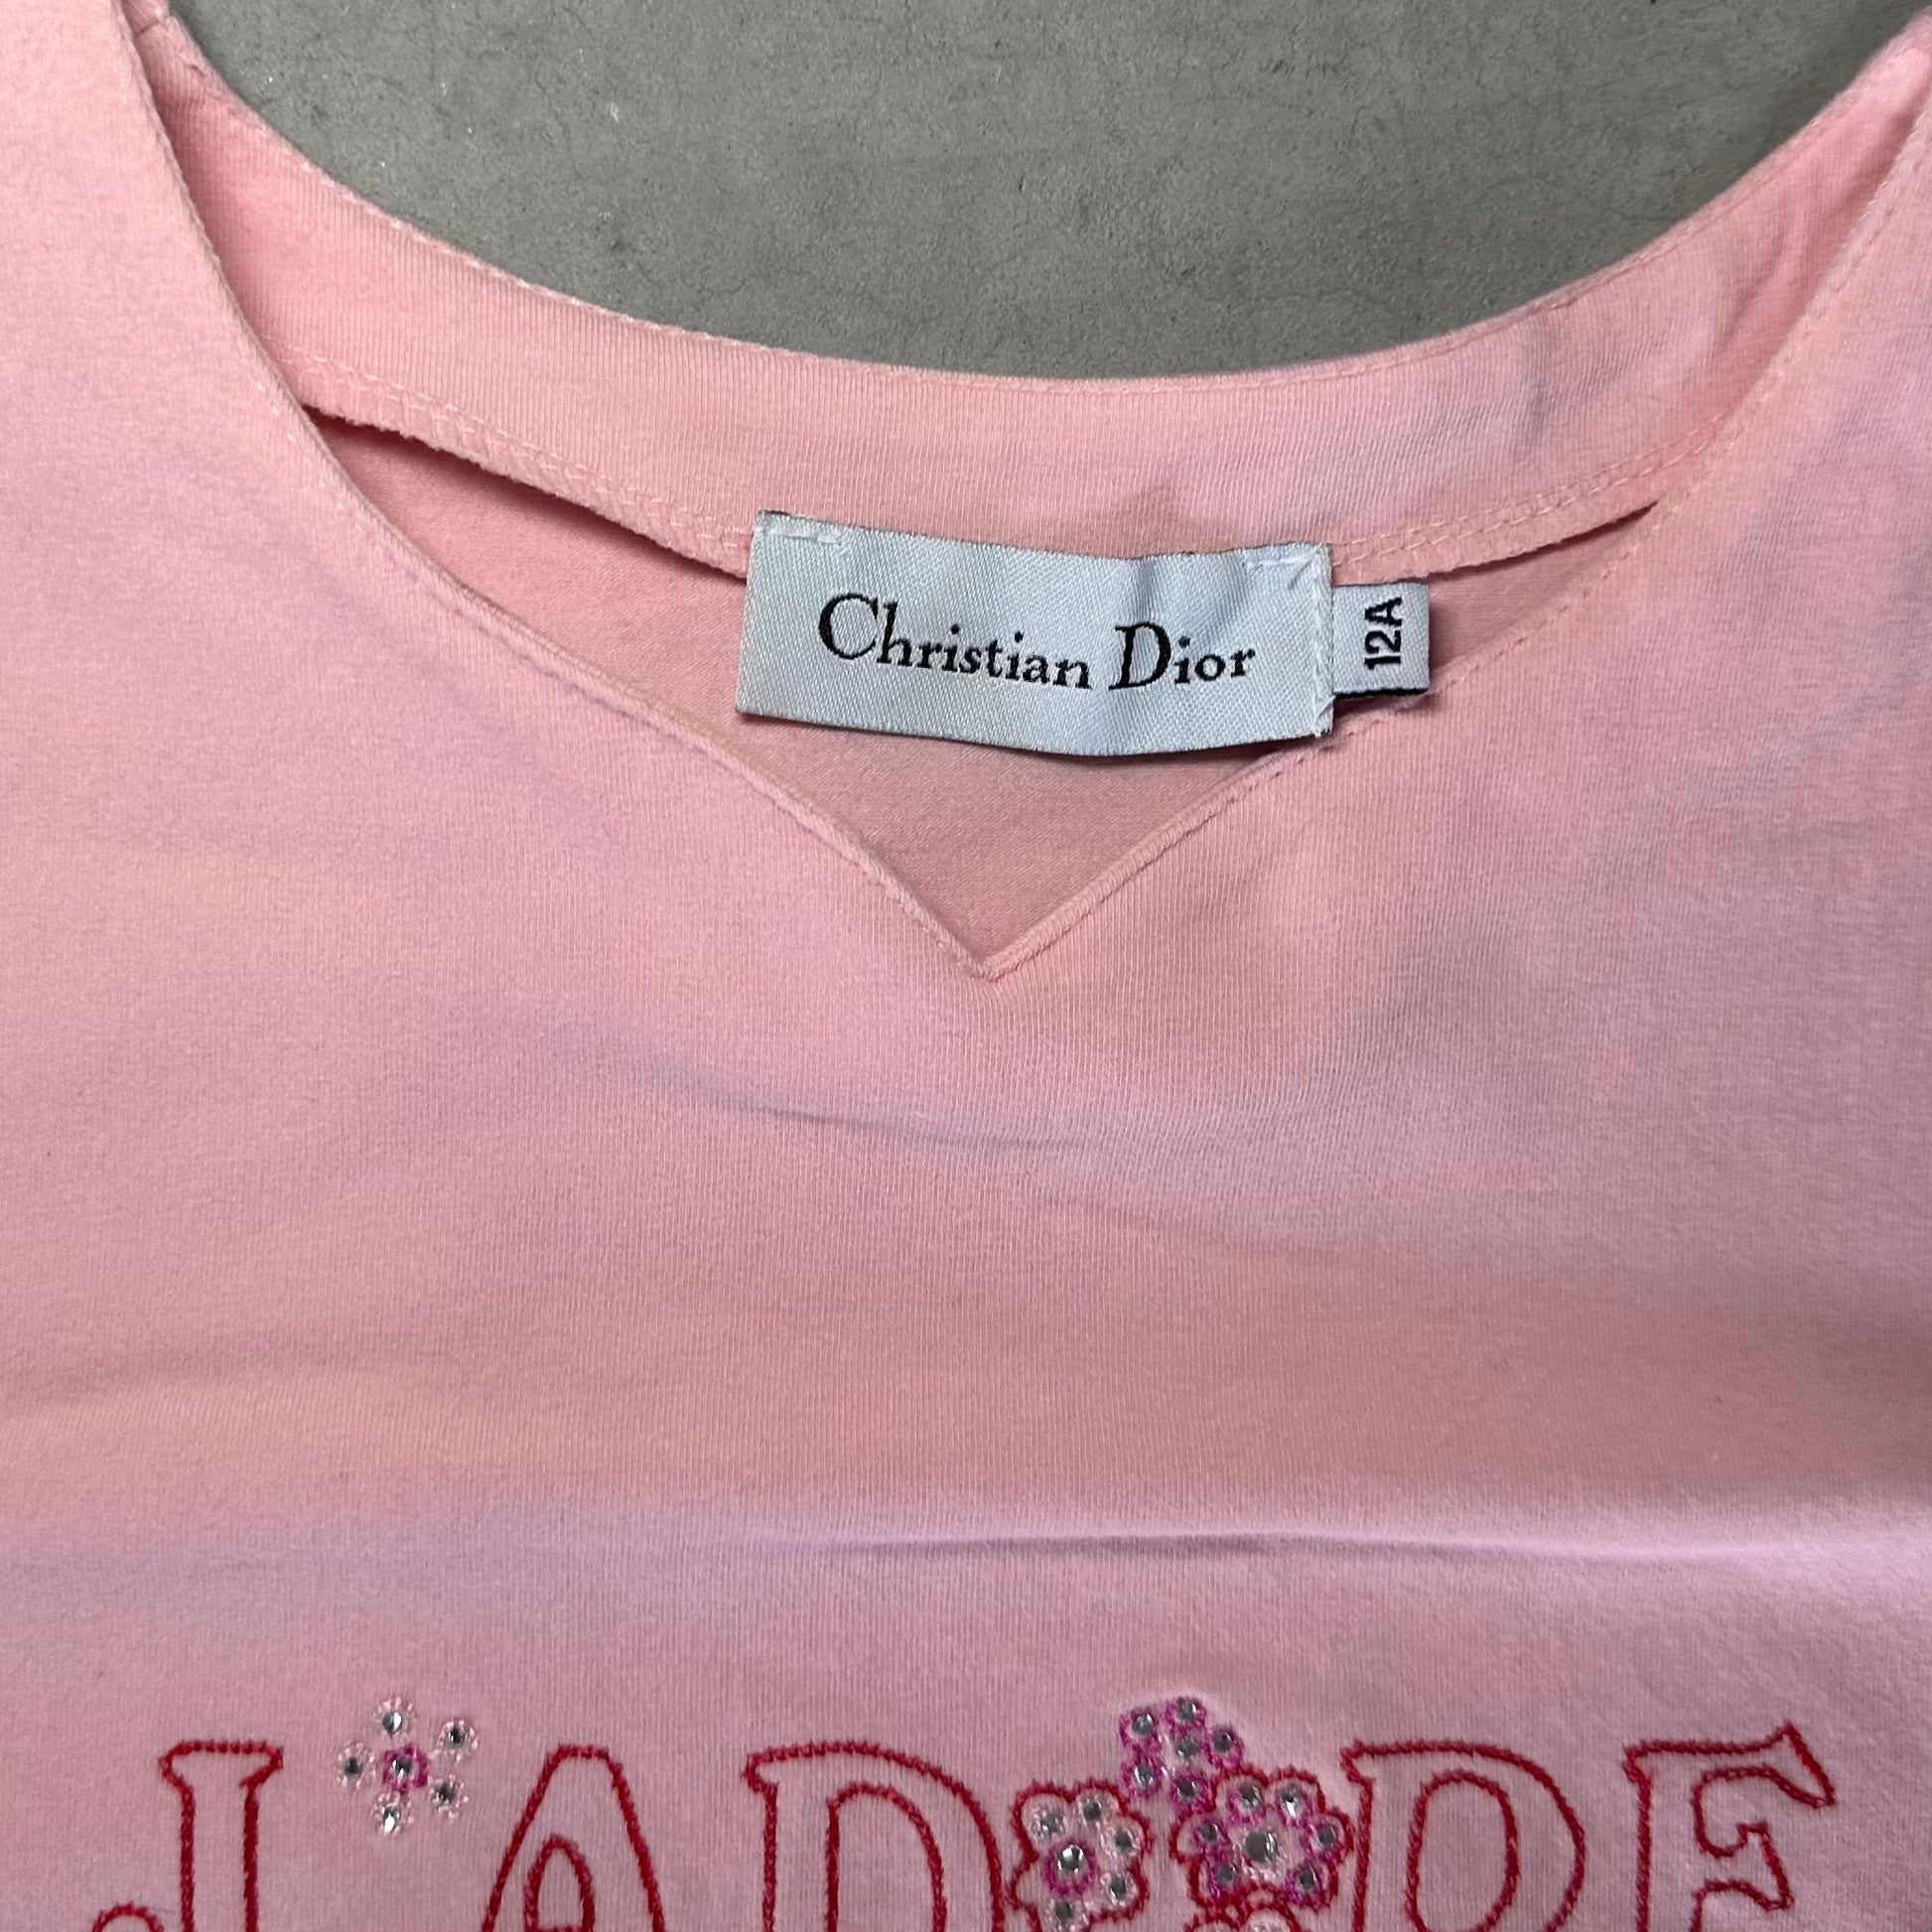 Christian Dior
12A
J'ADORE